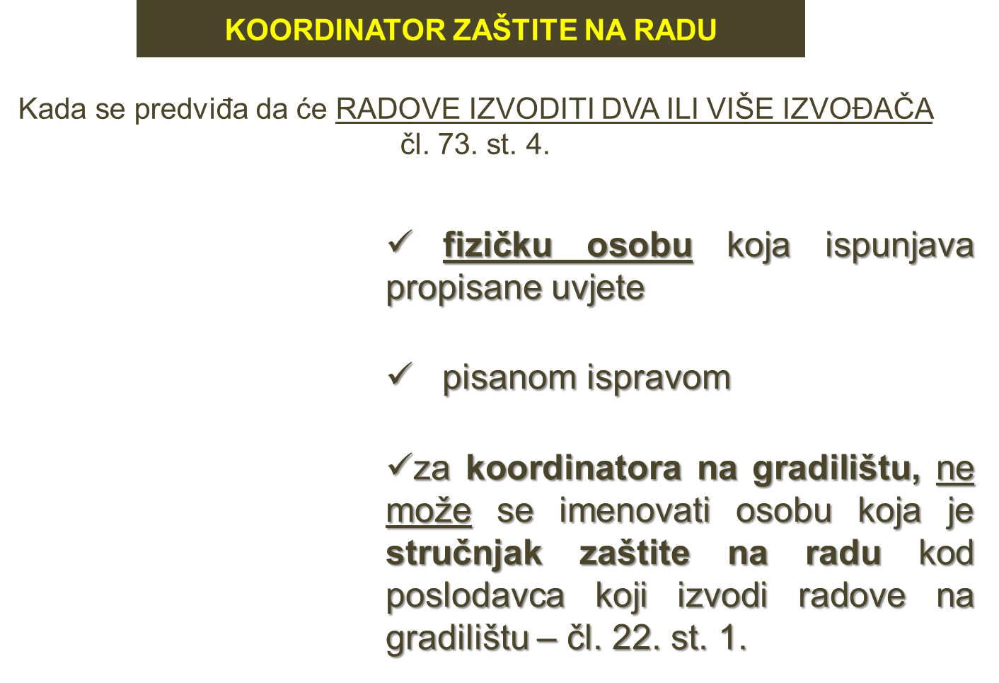 KOORDINATOR ZAŠTITE NA RADU
Kada se predviđa da će RADOVE IZVODITI DVA ILI VIŠE IZVOĐAČA
čl. 73. st. 4.
✓ fizičku osobu koja ispunjava
propisane uvjete
✓ pisanom ispravom
✓za koordinatora na gradilištu, ne
može se imenovati osobu koja je
stručnjak zaštite na radu kod
poslodavca koji izvodi radove na
gradilištu – čl. 22. st. 1.